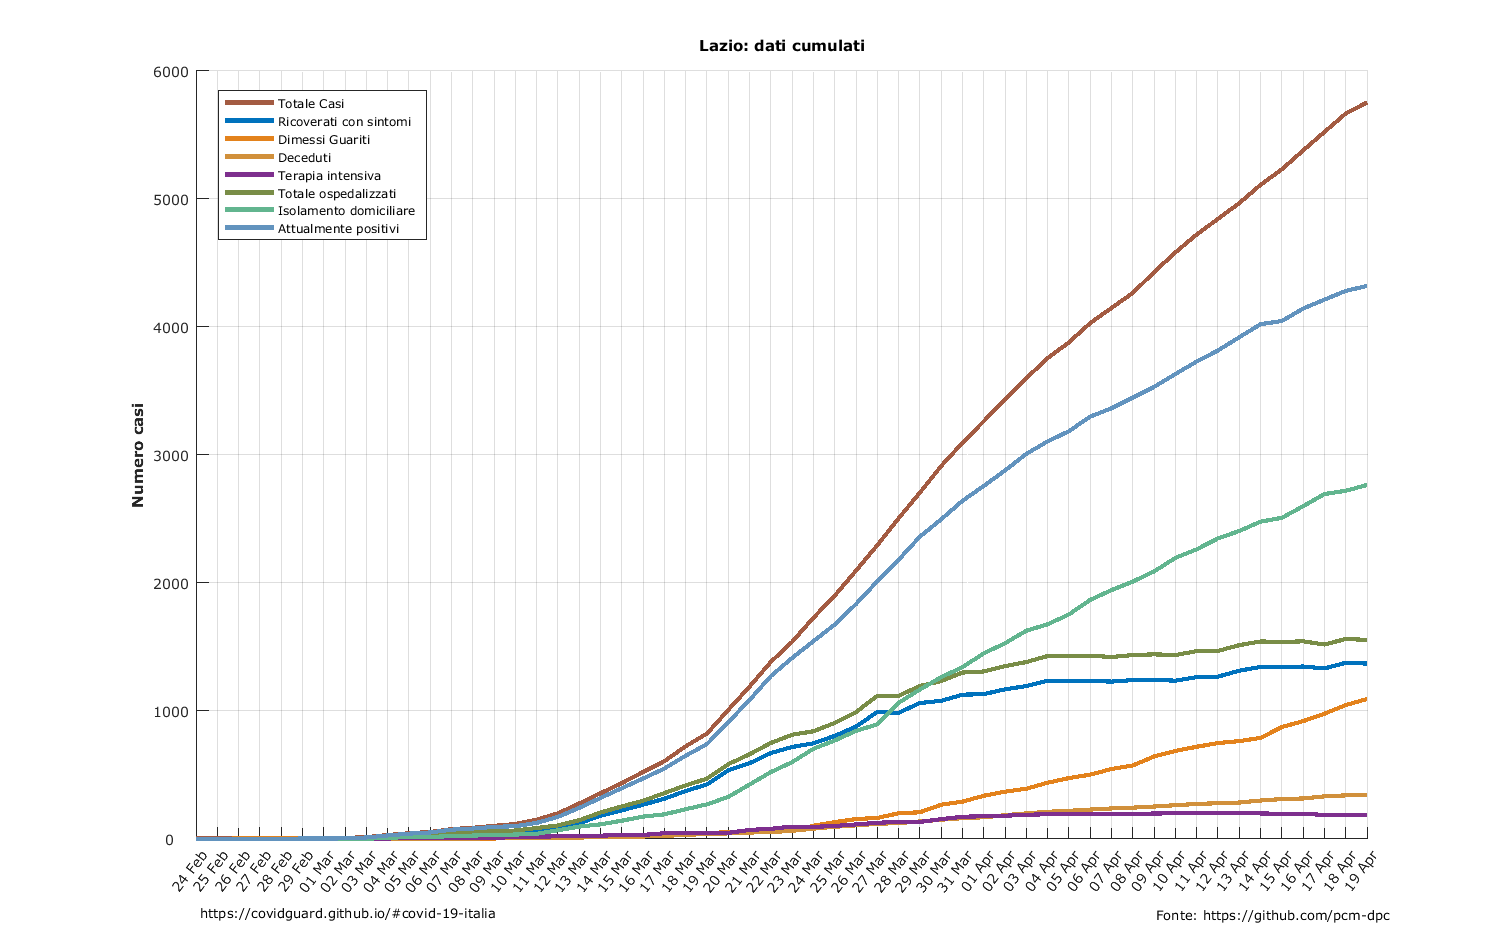 Lazio: dati cumulati
6000
5000
4000
3000
2000
1000
0
Numero casi
Totale Casi
Ricoverati con sintomi
Dimessi Guariti
Deceduti
Terapia intensiva
Totale ospedalizzati
Isolamento domiciliare
Attualmente positivi
24 Feb
25 Feb
26 Feb
27 Feb
28 Feb
29 Feb
01 Mar
02 Mar
03 Mar
04 Mar
05 Mar
06 Mar
07 Mar
08 Mar
09 Mar
10 Mar
11 Mar
12 Mar
13 Mar
14 Mar
15 Mar
16 Mar
17 Mar
18 Mar
19 Mar
20 Mar
21 Mar
22 Mar
23 Mar
24 Mar
25 Mar
26 Mar
27 Mar
28 Mar
29 Mar
30 Mar
31 Mar
01 Apr
02 Apr
03 Apr
04 Apr
05 Apr
06 Apr
07 Apr
08 Apr
09 Apr
10 Apr
11 Apr
12 Apr
13 Apr
14 Apr
15 Apr
16 Apr
17 Apr
18 Apr
19 Apr
https://covidguard.github.io/#covid-19-italia
Fonte: https://github.com/pcm-dpc